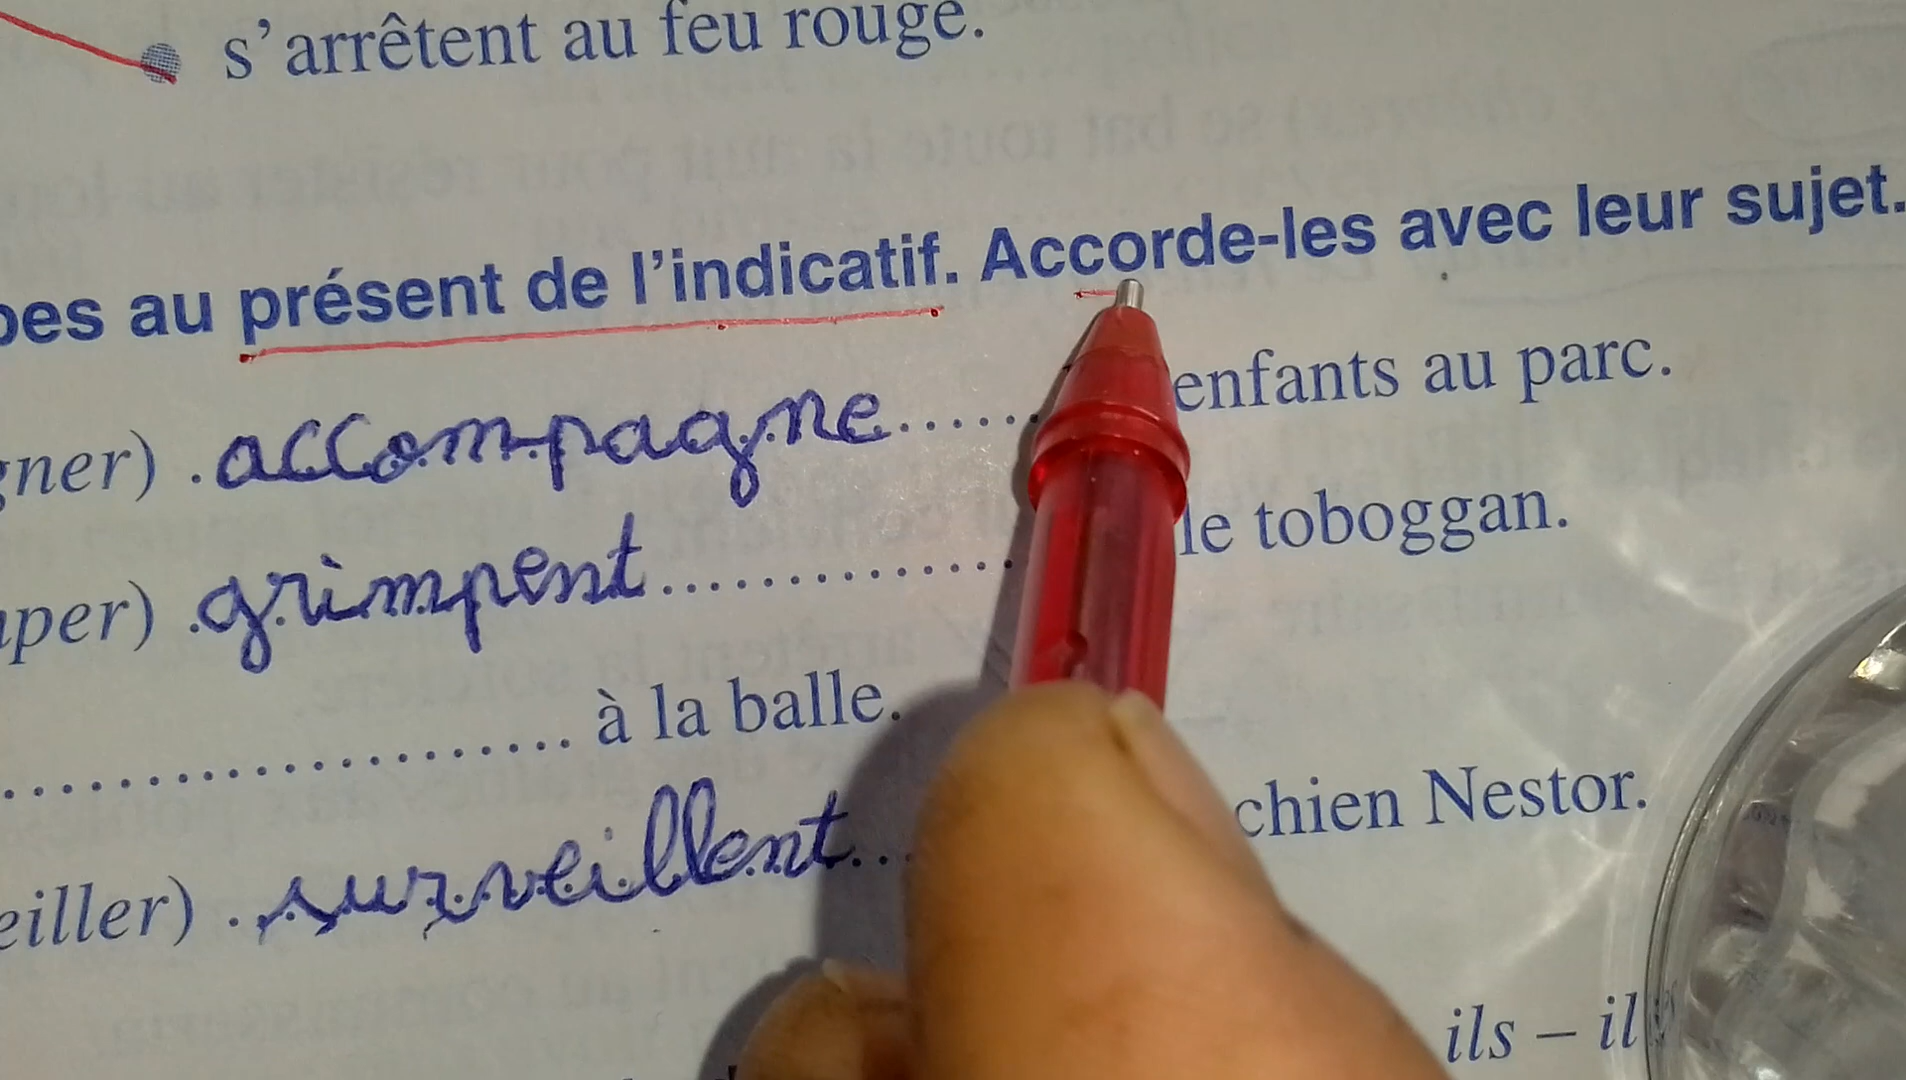 s'arrêtent au feu rouge.
au présent de l'indicatif. Accorde-les avec leur sujet.
gner) accompagne enfants au parc.
per) grimpent le toboggan.
à la balle.
eiller) surveillent chien Nestor.
ils – il